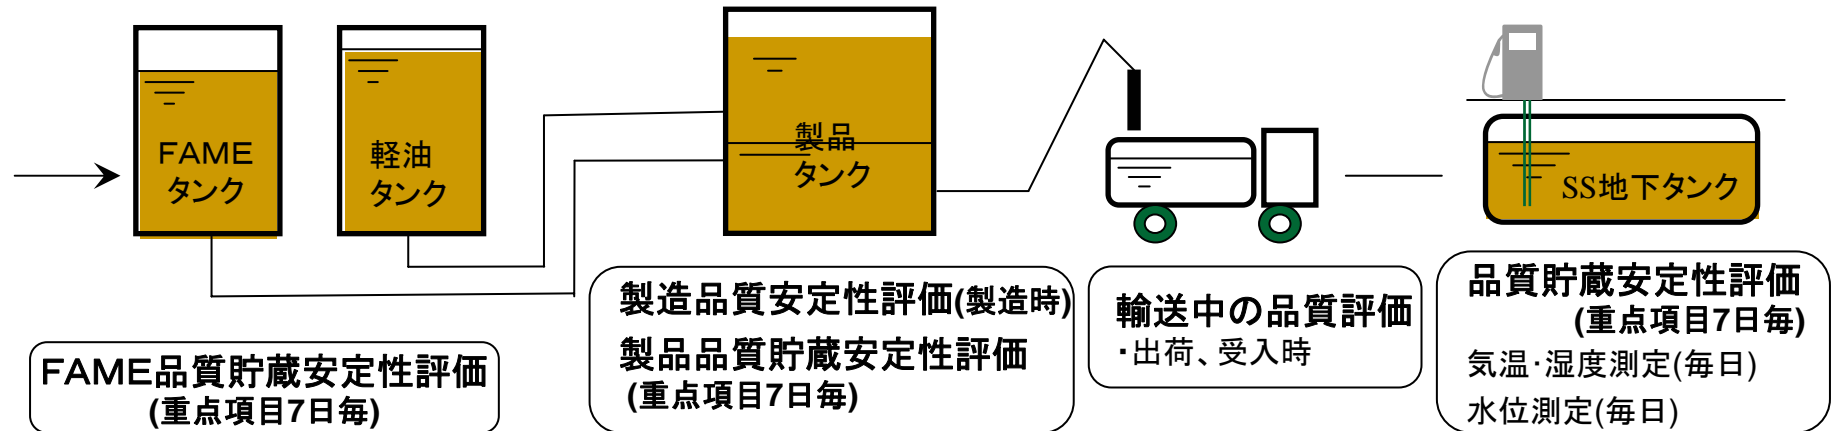 FAME
タンク
軽油
タンク
製品
タンク
SS地下タンク
FAME品質貯蔵安定性評価
(重点項目7日毎)
製造品質安定性評価(製造時)
製品品質貯蔵安定性評価
(重点項目7日毎)
輸送中の品質評価
・出荷、受入時
品質貯蔵安定性評価
(重点項目7日毎)
気温・湿度測定(毎日)
水位測定(毎日)